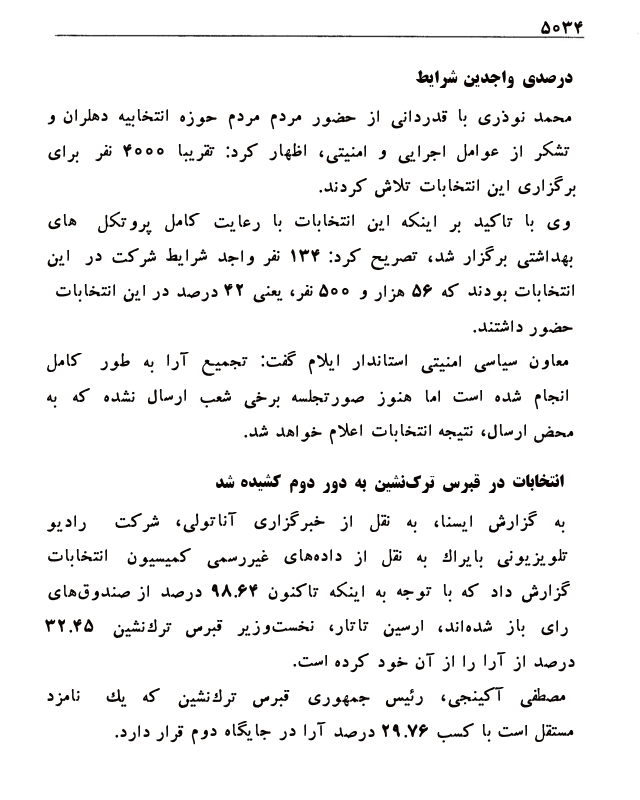 ۵۰۳۴
درصدی واجدین شرایط
محمد نوذری با قدردانی از حضور مردم مردم حوزه انتخابیه دهلران و
تشکر از عوامل اجرایی و امنیتی، اظهار کرد: تقریبا ۴۰۰۰ نفر برای
برگزاری این انتخابات تلاش کردند.
وی با تاکید بر اینکه این انتخابات با رعایت کامل پروتکل های
بهداشتی برگزار شد، تصریح کرد: ۱۳۴ نفر واجد شرایط شرکت در این
انتخابات بودند که ۵۶ هزار و ۵۰۰ نفر، یعنی ۴۲ درصد در این انتخابات
حضور داشتند.
معاون سیاسی امنیتی استاندار ایلام گفت: تجمیع آرا به طور کامل
انجام شده است اما هنوز صورتجلسه برخی شعب ارسال نشده که به
محض ارسال، نتیجه انتخابات اعلام خواهد شد.
انتخابات در قبرس ترک‌نشین به دور دوم کشیده شد
به گزارش ایسنا، به نقل از خبرگزاری آناتولی، شرکت رادیو
تلویزیونی بایراك به نقل از داده‌های غیررسمی کمیسیون انتخابات
گزارش داد که با توجه به اینکه تاکنون ۹۸.۶۴ درصد از صندوق‌های
رای باز شده‌اند، ارسین تاتار، نخست‌وزیر قبرس ترك‌نشین ۳۲.۴۵
درصد از آرا را از آن خود کرده است.
مصطفی آکینجی، رئیس جمهوری قبرس ترك‌نشین که یك نامزد
مستقل است با کسب ۲۹.۷۶ درصد آرا در جایگاه دوم قرار دارد.